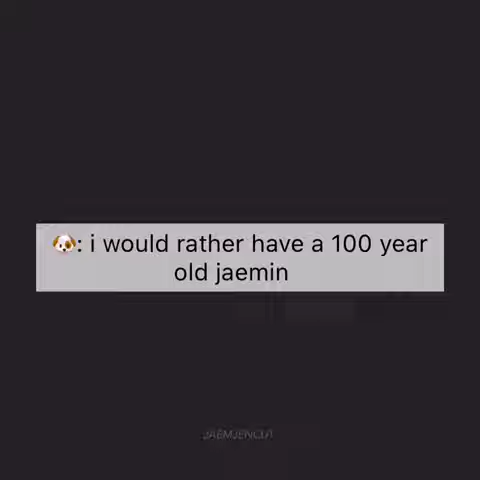 🐶: i would rather have a 100 year
old jaemin